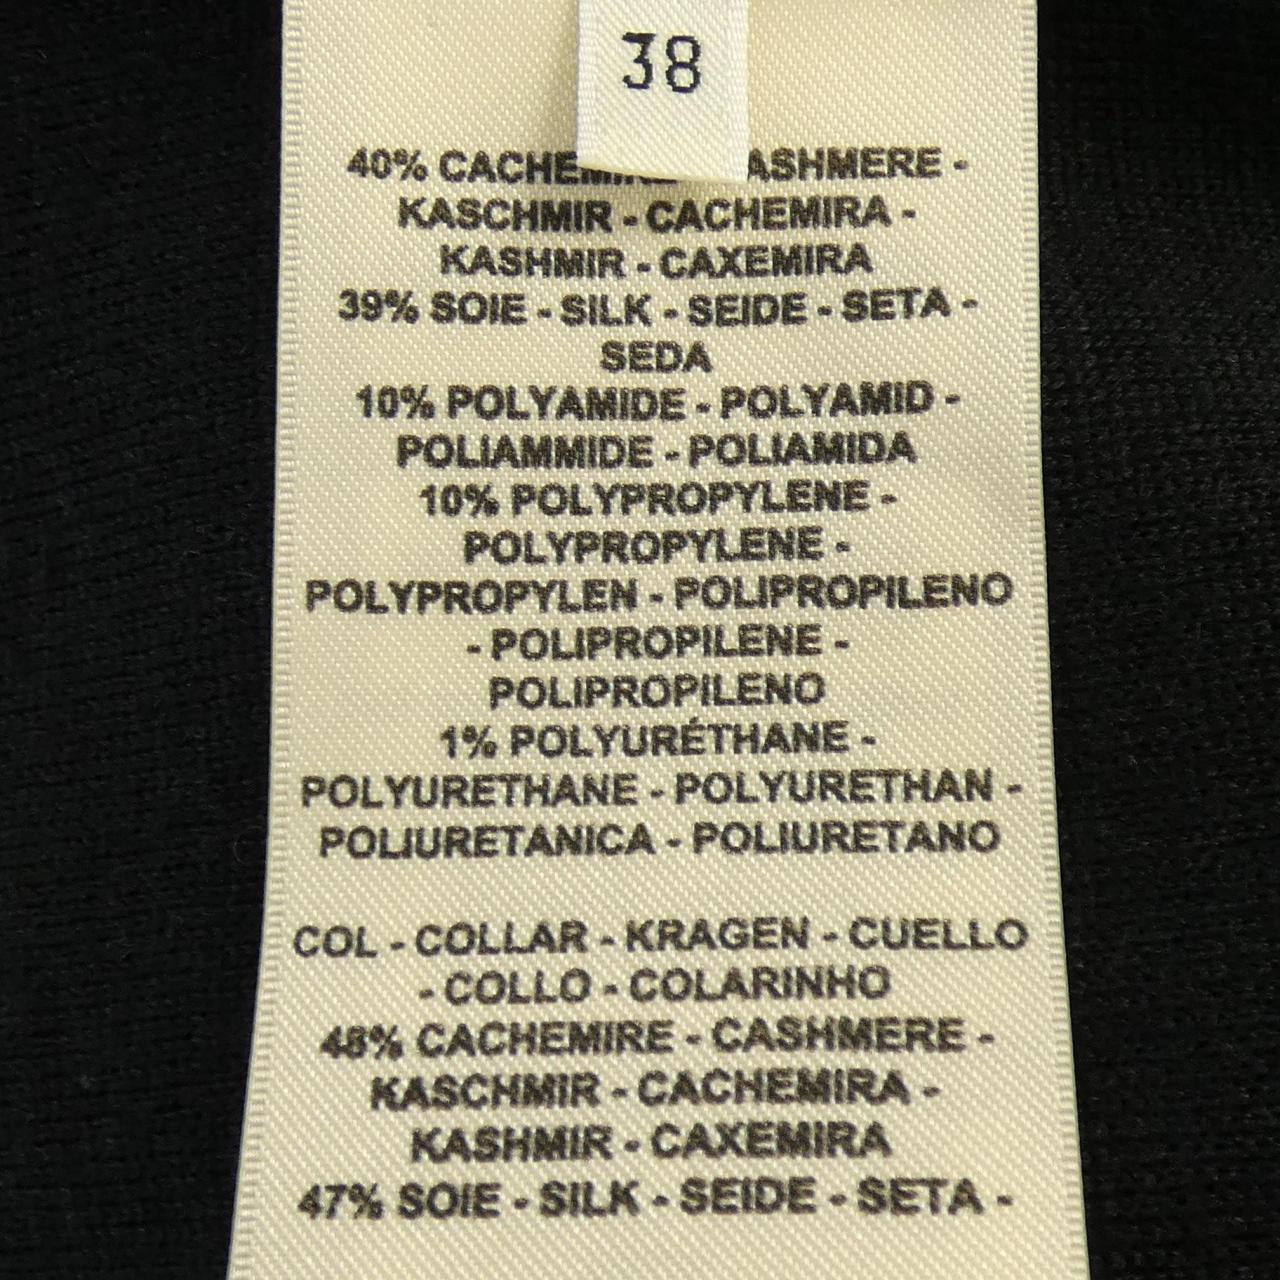 38
40% CACHEMIRE - CASHMERE -
KASCHMIR - CACHEMIRA -
KASHMIR - CAXEMIRA
39% SOIE - SILK - SEIDE - SETA -
SEDA
10% POLYAMIDE - POLYAMID -
POLIAMMIDE - POLIAMIDA
10% POLYPROPYLENE -
POLYPROPYLENE -
POLYPROPYLEN - POLIPROPILENO
- POLIPROPILENE -
POLIPROPILENO
1% POLYURÉTHANE -
POLYURETHANE - POLYURETHAN -
POLIURETANICA - POLIURETANO
COL - COLLAR - KRAGEN - CUELLO
- COLLO - COLARINHO
48% CACHEMIRE - CASHMERE -
KASCHMIR - CACHEMIRA -
KASHMIR - CAXEMIRA
47% SOIE - SILK - SEIDE - SETA -